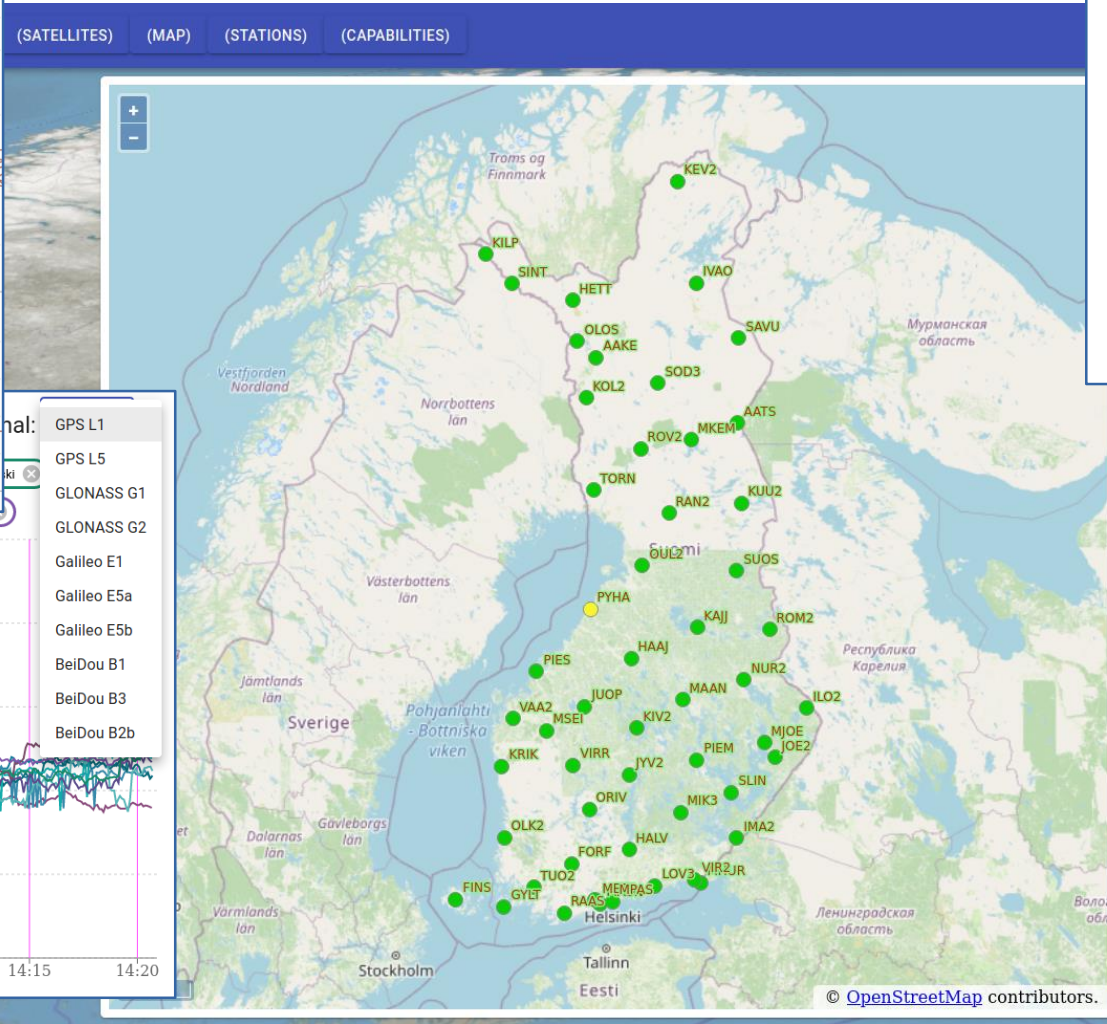 (SATELLITES) (MAP) (STATIONS) (CAPABILITIES)
+
−
Troms og
Finnmark
KEV2
KILP
SINT
IVAO
HETT
OLOS
SAVU
Мурманская
область
AAKE
Vestfjorden
Nordland
SOD3
KOL2
Norrbottens
län
AATS
MKEM
ROV2
TORN
KUU2
RAN2
Suomi
OUL2
SUOS
Västerbottens
län
PYHA
KAJJ
ROM2
HAAJ
Республика
Карелия
PIES
NUR2
Jämtlands
län
JUOP
MAAN
ILO2
VAA2
Pohjanlahti
- Bottniska
viken
MSEI
KIV2
Sverige
MJOE
JOE2
KRIK
VIRR
PIEM
JYV2
SLIN
ORIV
MIK3
Gävleborgs
län
OLK2
IMA2
Dalarnas
län
HALV
FORF
VIR2
LOV3
TUO2
FINS
GYLT
RAAS
Helsinki
Värmlands
län
Ленинградская
область
Stockholm
Tallinn
Eesti
© OpenStreetMap contributors.
nal:
GPS L1
GPS L5
GLONASS G1
GLONASS G2
Galileo E1
Galileo E5a
Galileo E5b
BeiDou B1
BeiDou B3
BeiDou B2b
14:15 14:20